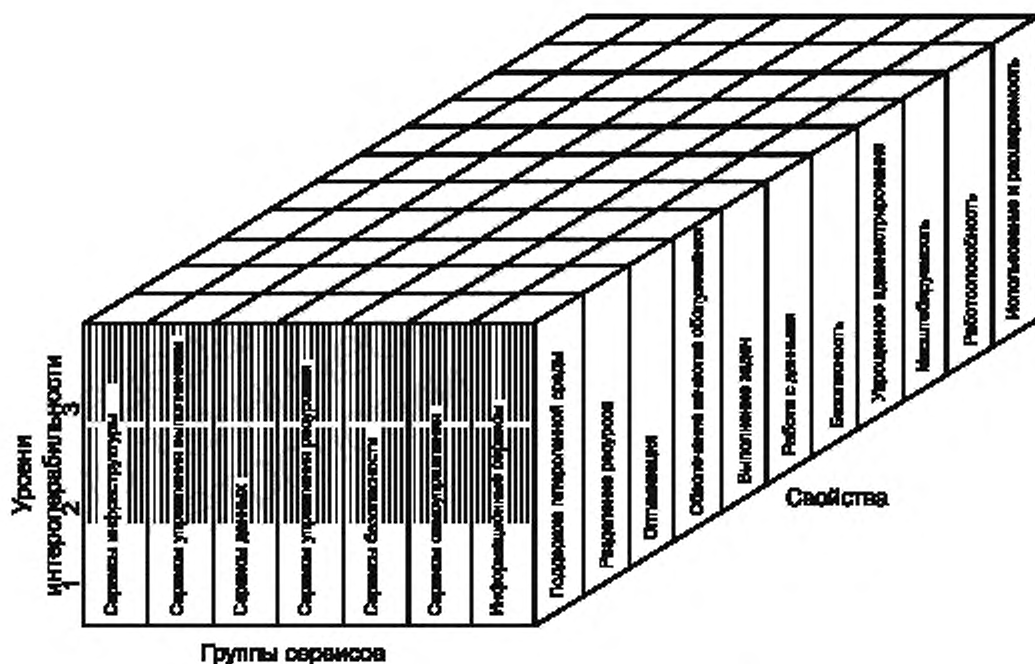 Уровни
интероперабильности
1
2
3
Сервисы инфраструктуры
Сервисы управления выполнением
Сервисы данных
Сервисы управления ресурсами
Сервисы безопасности
Сервисы самоуправления
Информационные сервисы
Группы сервисов
Поддержка гетерогенной среды
Разделение ресурсов
Оптимизация
Обеспечение качества обслуживания
Выполнение задач
Работа с данными
Безопасность
Упрощенное администрирование
Масштабируемость
Работоспособность
Использование и расширяемость
Свойства